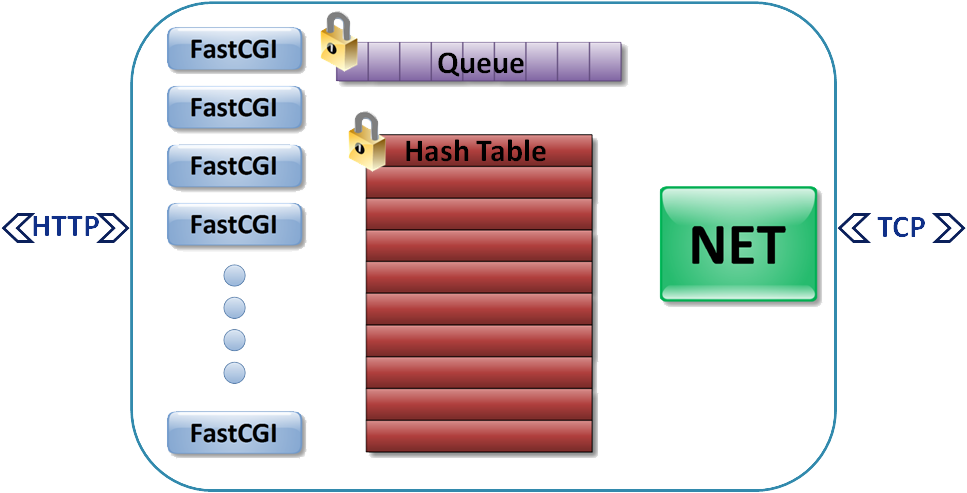 FastCGI
Queue
FastCGI
Hash Table
FastCGI
FastCGI
HTTP
NET
TCP
FastCGI